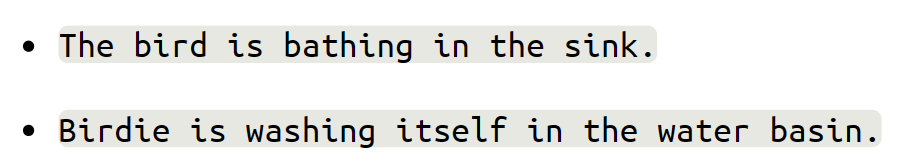 The bird is bathing in the sink.
Birdie is washing itself in the water basin.